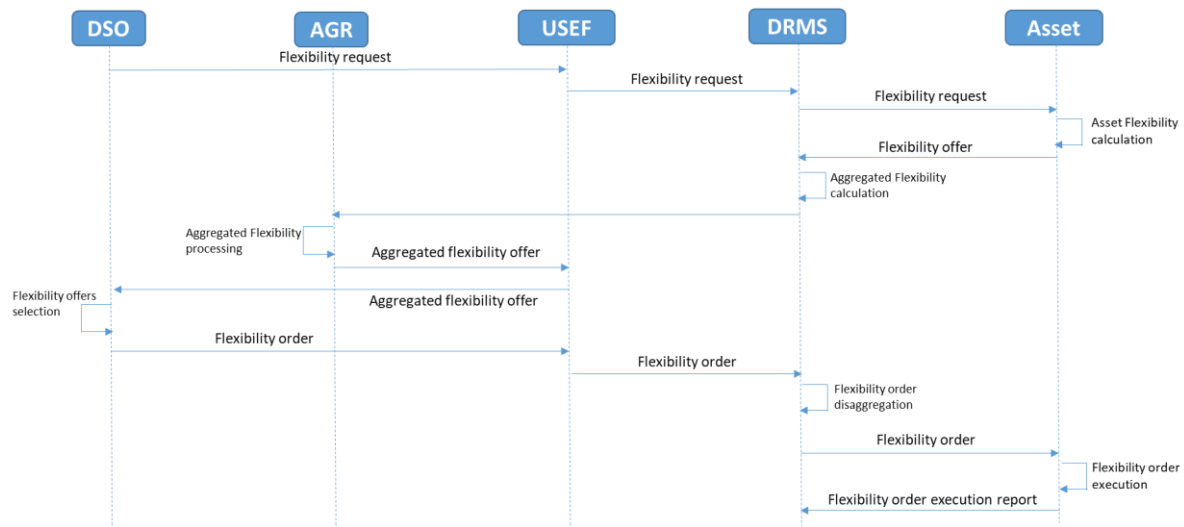 DSO
AGR
USEF
DRMS
Asset
Flexibility request
Flexibility request
Flexibility request
Asset Flexibility
calculation
Flexibility offer
Aggregated Flexibility
calculation
Aggregated Flexibility
processing
Aggregated flexibility offer
Aggregated flexibility offer
Flexibility offers
selection
Flexibility order
Flexibility order
Flexibility order
disaggregation
Flexibility order
Flexibility order
execution
Flexibility order execution report